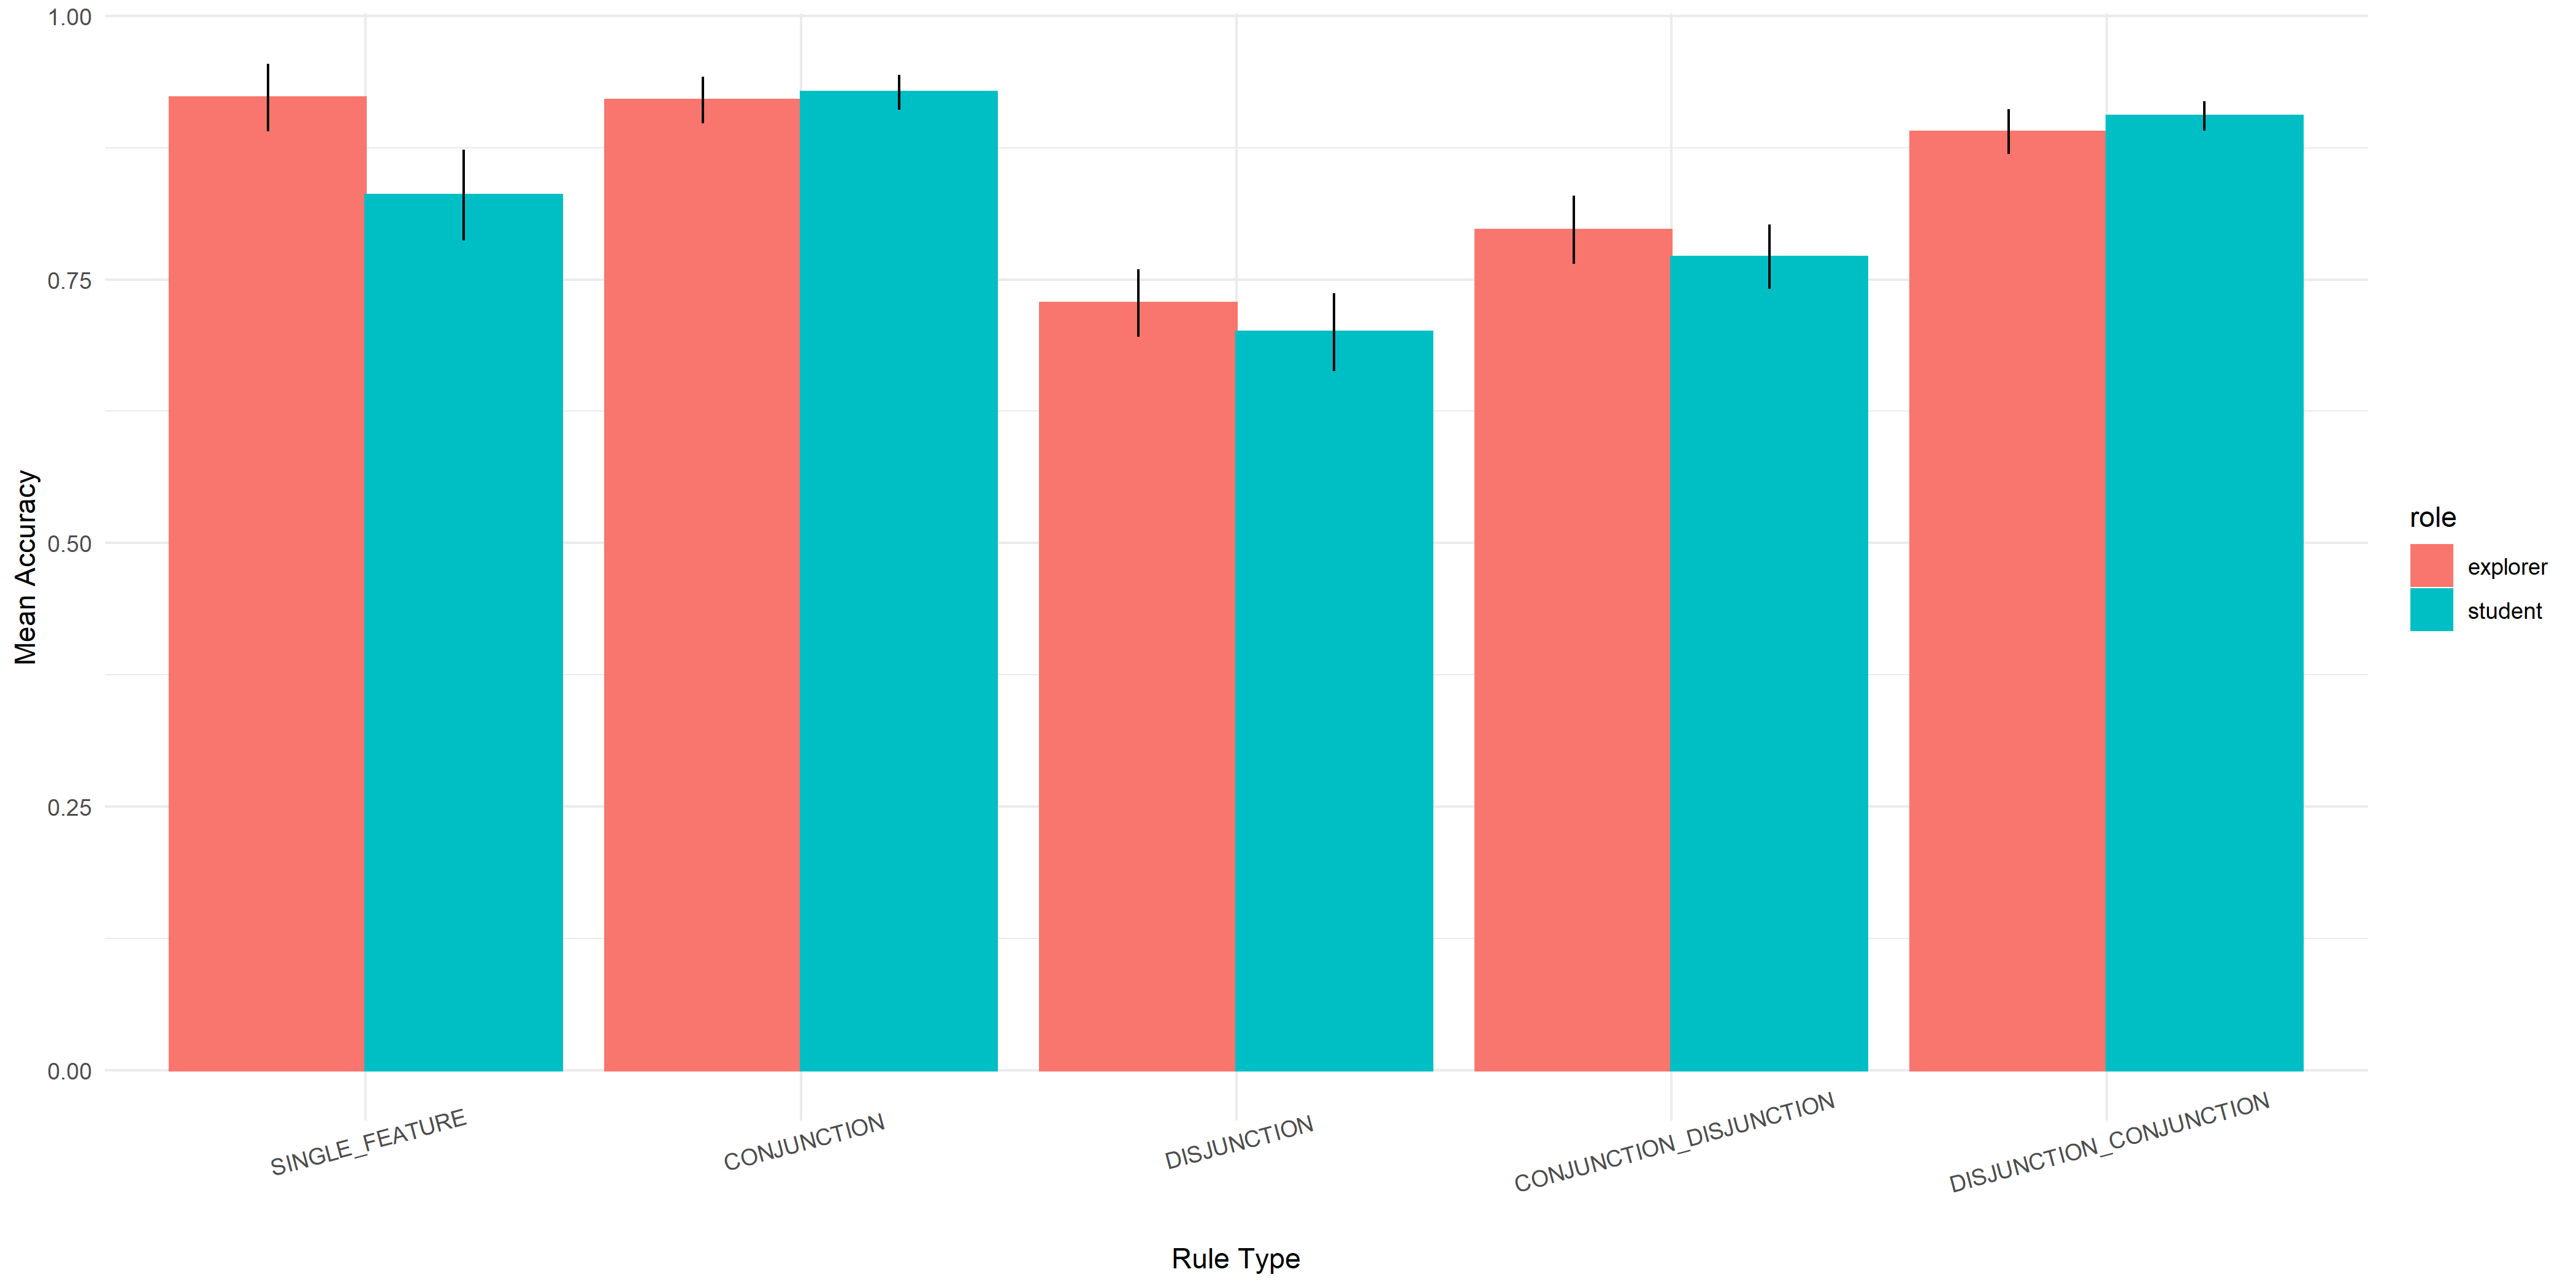 1.00
0.75
0.50
0.25
0.00
Mean Accuracy
SINGLE_FEATURE
CONJUNCTION
DISJUNCTION
CONJUNCTION_DISJUNCTION
DISJUNCTION_CONJUNCTION
Rule Type
role
explorer
student